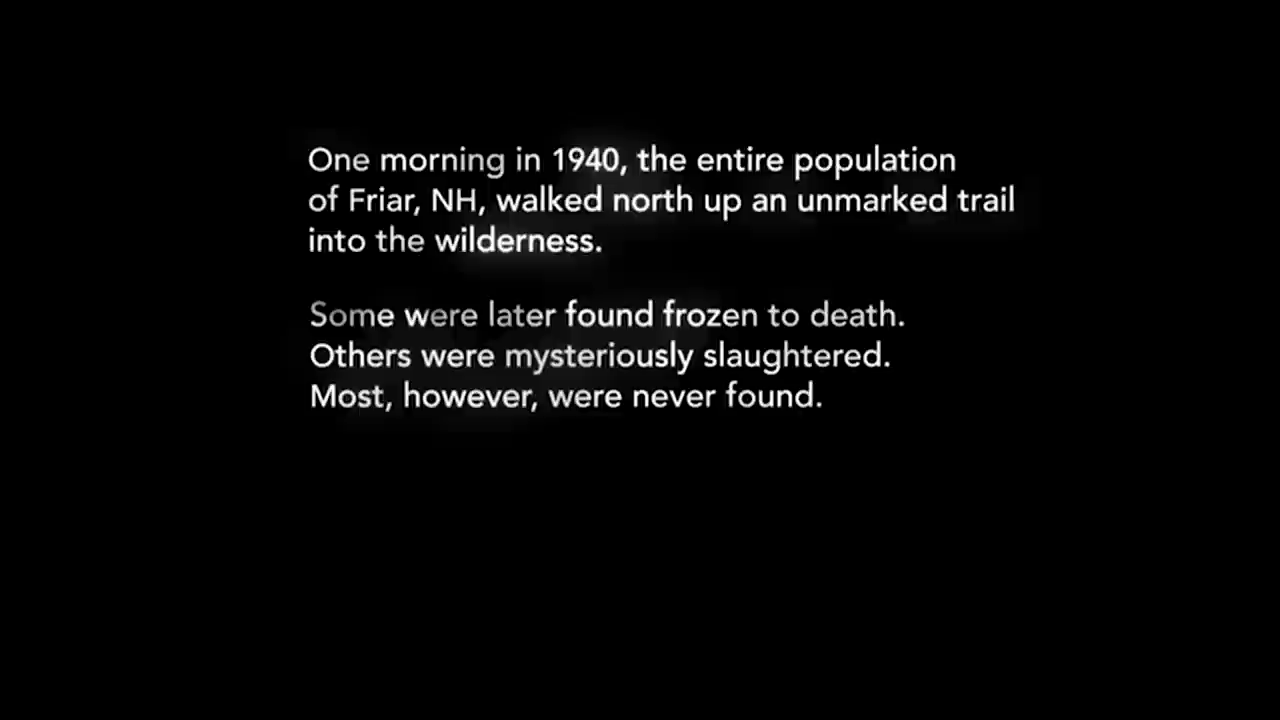 One morning in 1940, the entire population
of Friar, NH, walked north up an unmarked trail
into the wilderness.
Some were later found frozen to death.
Others were mysteriously slaughtered.
Most, however, were never found.